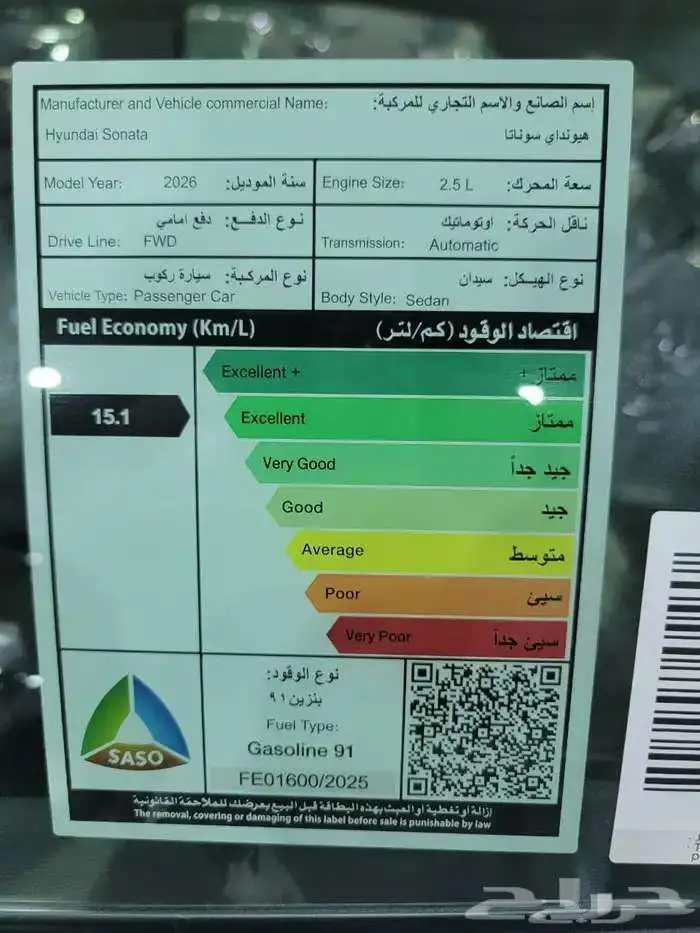 Manufacturer and Vehicle commercial Name: إسم الصانع والاسم التجاري للمركبة:
Hyundai Sonata هيونداي سوناتا
Model Year: 2026 سنة الموديل:
Engine Size: 2.5 L سعة المحرك:
نوع الدفع: دفع امامي
Drive Line: FWD
ناقل الحركة: اوتوماتيك
Transmission: Automatic
نوع المركبة: سيارة ركوب
Vehicle Type: Passenger Car
نوع الهيكل: سيدان
Body Style: Sedan
Fuel Economy (Km/L) اقتصاد الوقود (كم/لتر)
Excellent + ممتاز +
15.1
Excellent ممتاز
Very Good جيد جداً
Good جيد
Average متوسط
Poor سيئ
Very Poor سيئ جداً
SASO
نوع الوقود:
بنزين ٩١
Fuel Type:
Gasoline 91
FE01600/2025
إزالة أو تغطية أو العبث بهذه البطاقة قبل البيع يعرضك للملاحقة القانونية
The removal, covering or damaging of this label before sale is punishable by law
حراج